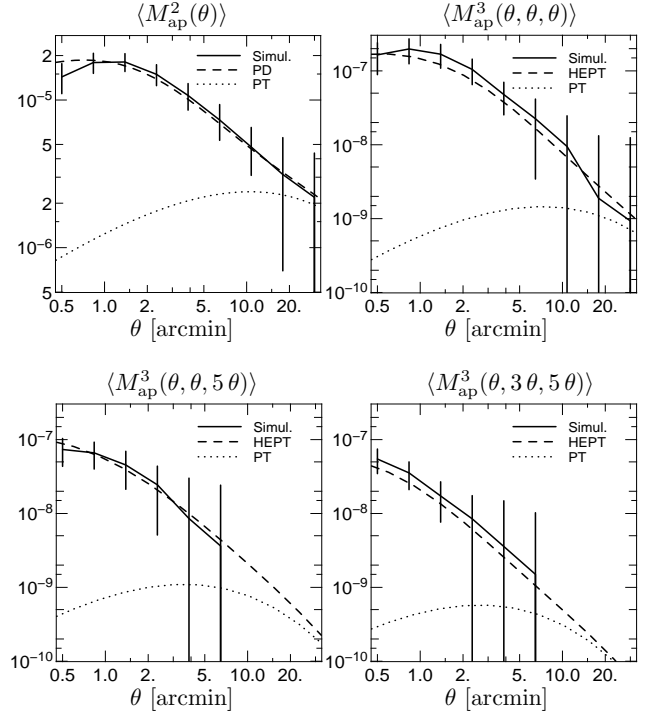 ⟨M²ap(θ)⟩ ⟨M³ap(θ, θ, θ)⟩
2
10⁻⁵
5
2
10⁻⁶
5
Simul.
PD
PT
0.5 1.0 2. 5.0 10.0 20.
θ [arcmin]
10⁻⁷
10⁻⁸
10⁻⁹
10⁻¹⁰
Simul.
HEPT
PT
0.5 1.0 2. 5.0 10.0 20.
θ [arcmin]
⟨M³ap(θ, θ, 5 θ)⟩ ⟨M³ap(θ, 3 θ, 5 θ)⟩
10⁻⁷
10⁻⁸
10⁻⁹
10⁻¹⁰
Simul.
HEPT
PT
0.5 1.0 2. 5.0 10.0 20.
θ [arcmin]
10⁻⁷
10⁻⁸
10⁻⁹
10⁻¹⁰
Simul.
HEPT
PT
0.5 1.0 2. 5.0 10.0 20.
θ [arcmin]